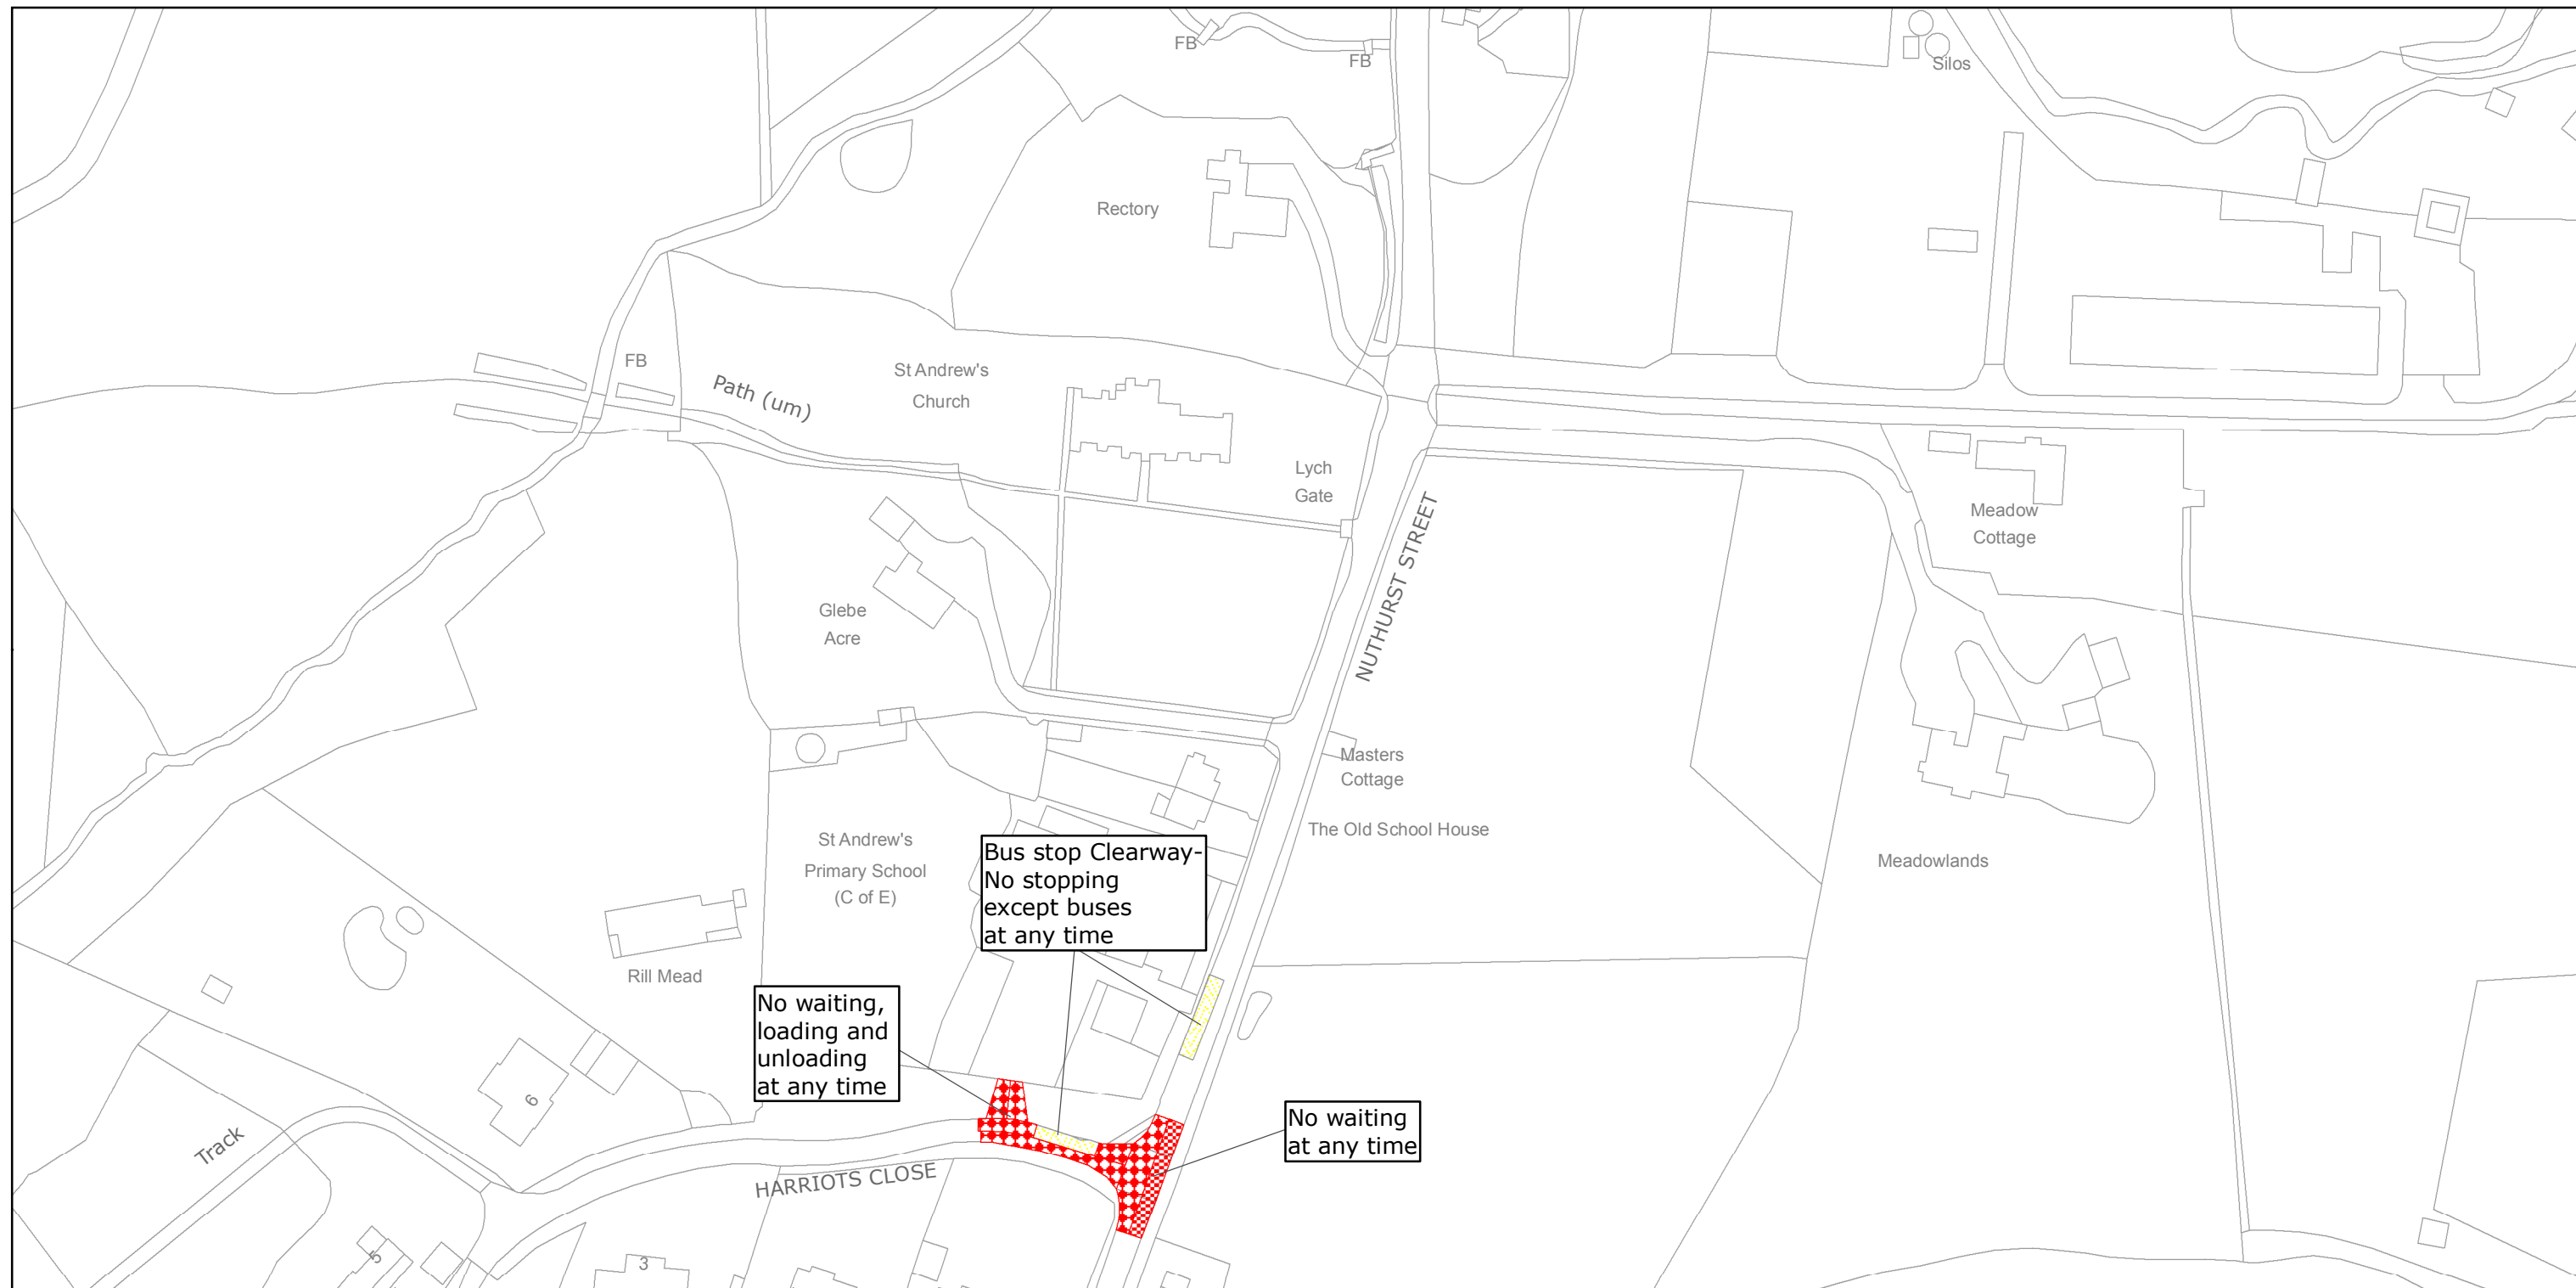 FB
FB
Silos
Rectory
FB
Path (um)
St Andrew's
Church
Lych
Gate
NUTHURST STREET
Meadow
Cottage
Glebe
Acre
Masters
Cottage
The Old School House
St Andrew's
Primary School
(C of E)
Meadowlands
Bus stop Clearway-
No stopping
except buses
at any time
Rill Mead
No waiting,
loading and
unloading
at any time
6
No waiting
at any time
Track
HARRIOTS CLOSE
5
3